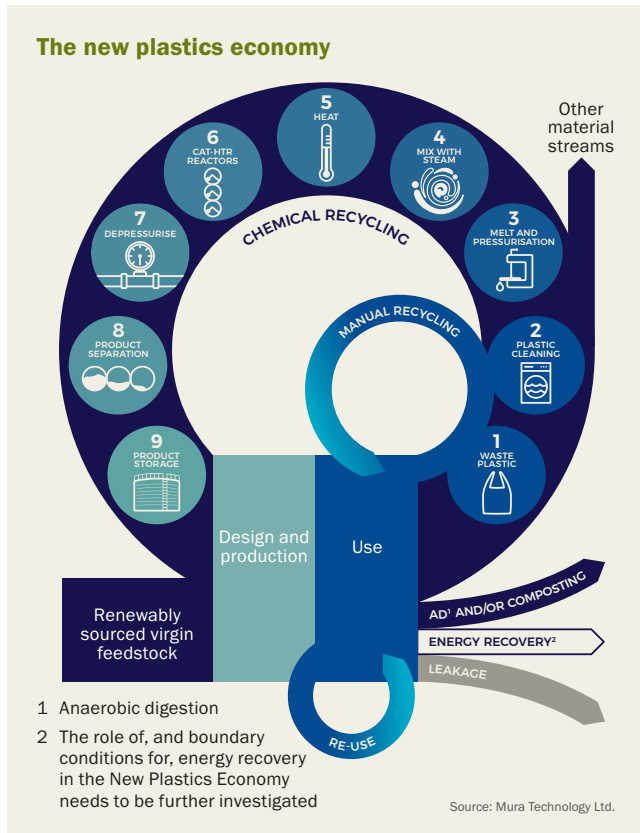 The new plastics economy
Other
material
streams
5
HEAT
6
CAT-HTR
REACTORS
4
MIX WITH
STEAM
7
DEPRESSURISE
3
MELT AND
PRESSURISATION
CHEMICAL RECYCLING
MANUAL RECYCLING
8
PRODUCT
SEPARATION
2
PLASTIC
CLEANING
9
PRODUCT
STORAGE
1
WASTE
PLASTIC
Design and
production
Use
Renewably
sourced virgin
feedstock
AD¹ AND/OR COMPOSTING
ENERGY RECOVERY²
LEAKAGE
RE-USE
1 Anaerobic digestion
2 The role of, and boundary
conditions for, energy recovery
in the New Plastics Economy
needs to be further investigated
Source: Mura Technology Ltd.